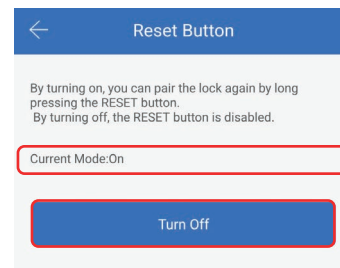 Reset Button
By turning on, you can pair the lock again by long
pressing the RESET button.
By turning off, the RESET button is disabled.
Current Mode:On
Turn Off